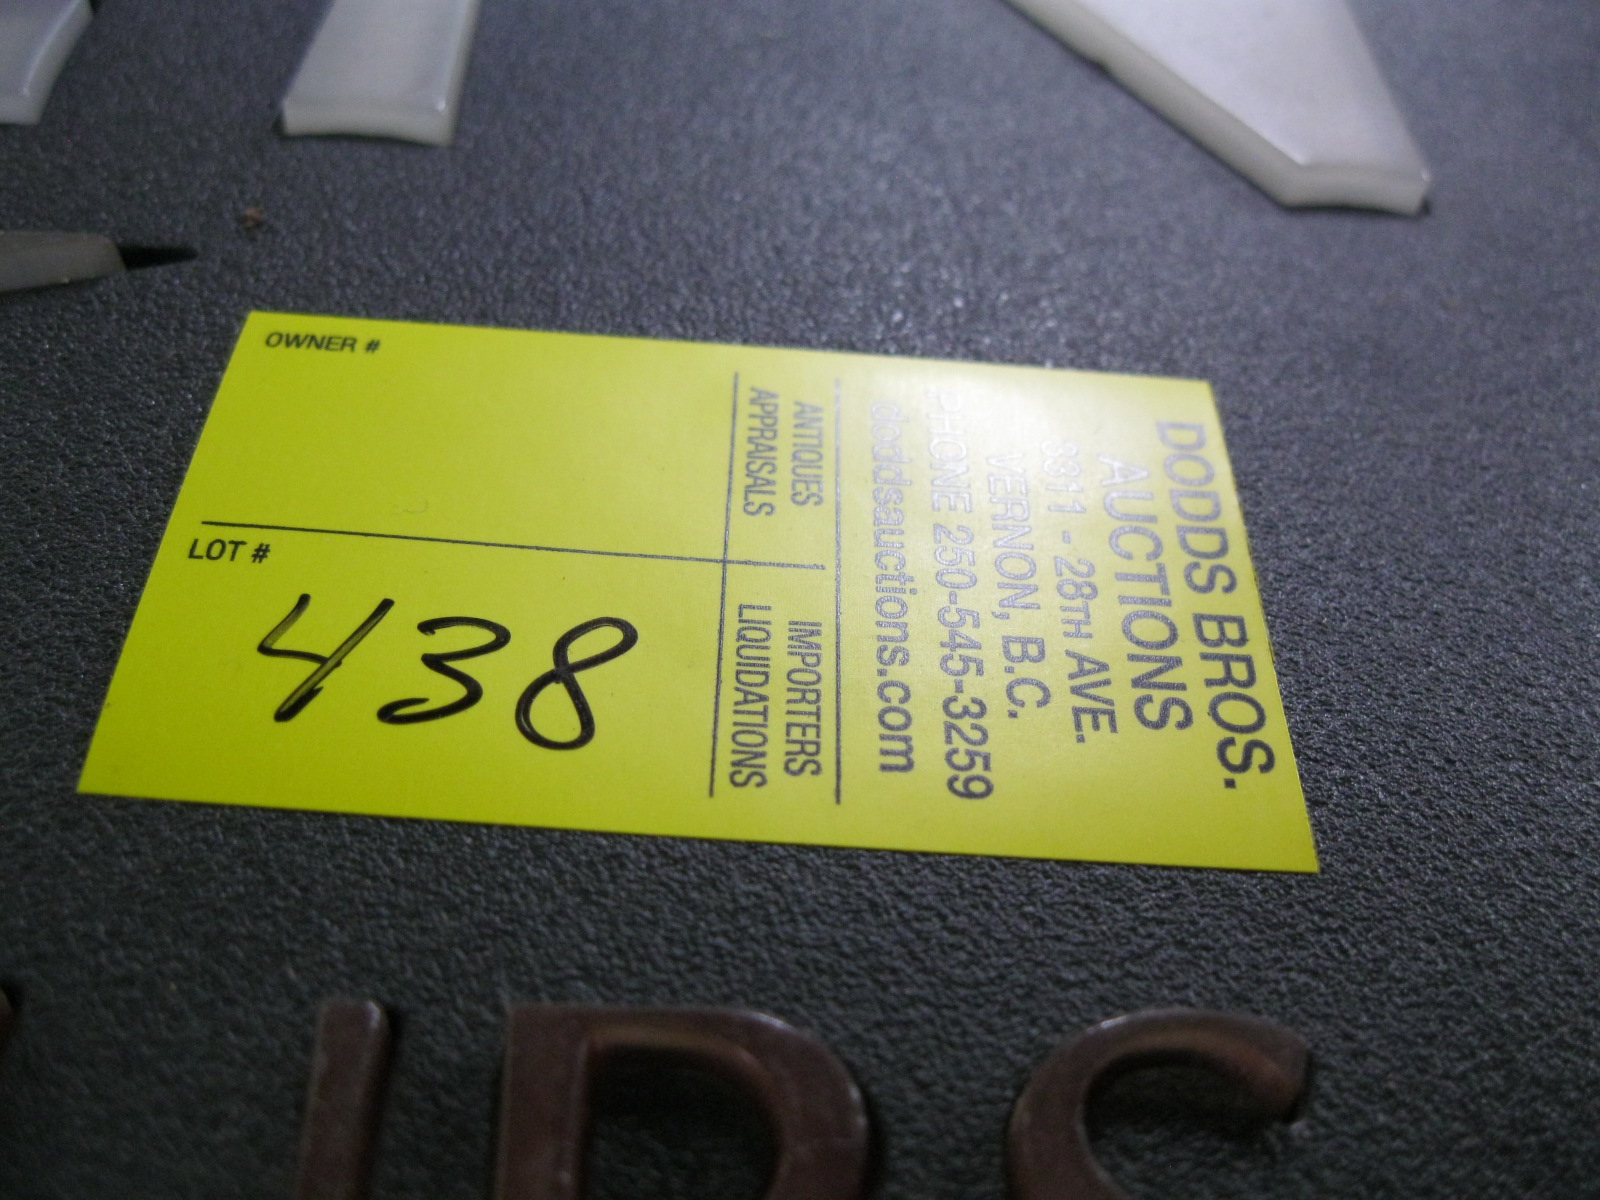 DODDS BROS.
AUCTIONS
3311 - 28TH AVE.
VERNON, B.C.
PHONE 250-545-3259
doddsauctions.com
ANTIQUES
APPRAISALS
IMPORTERS
LIQUIDATIONS
OWNER #
LOT #
438